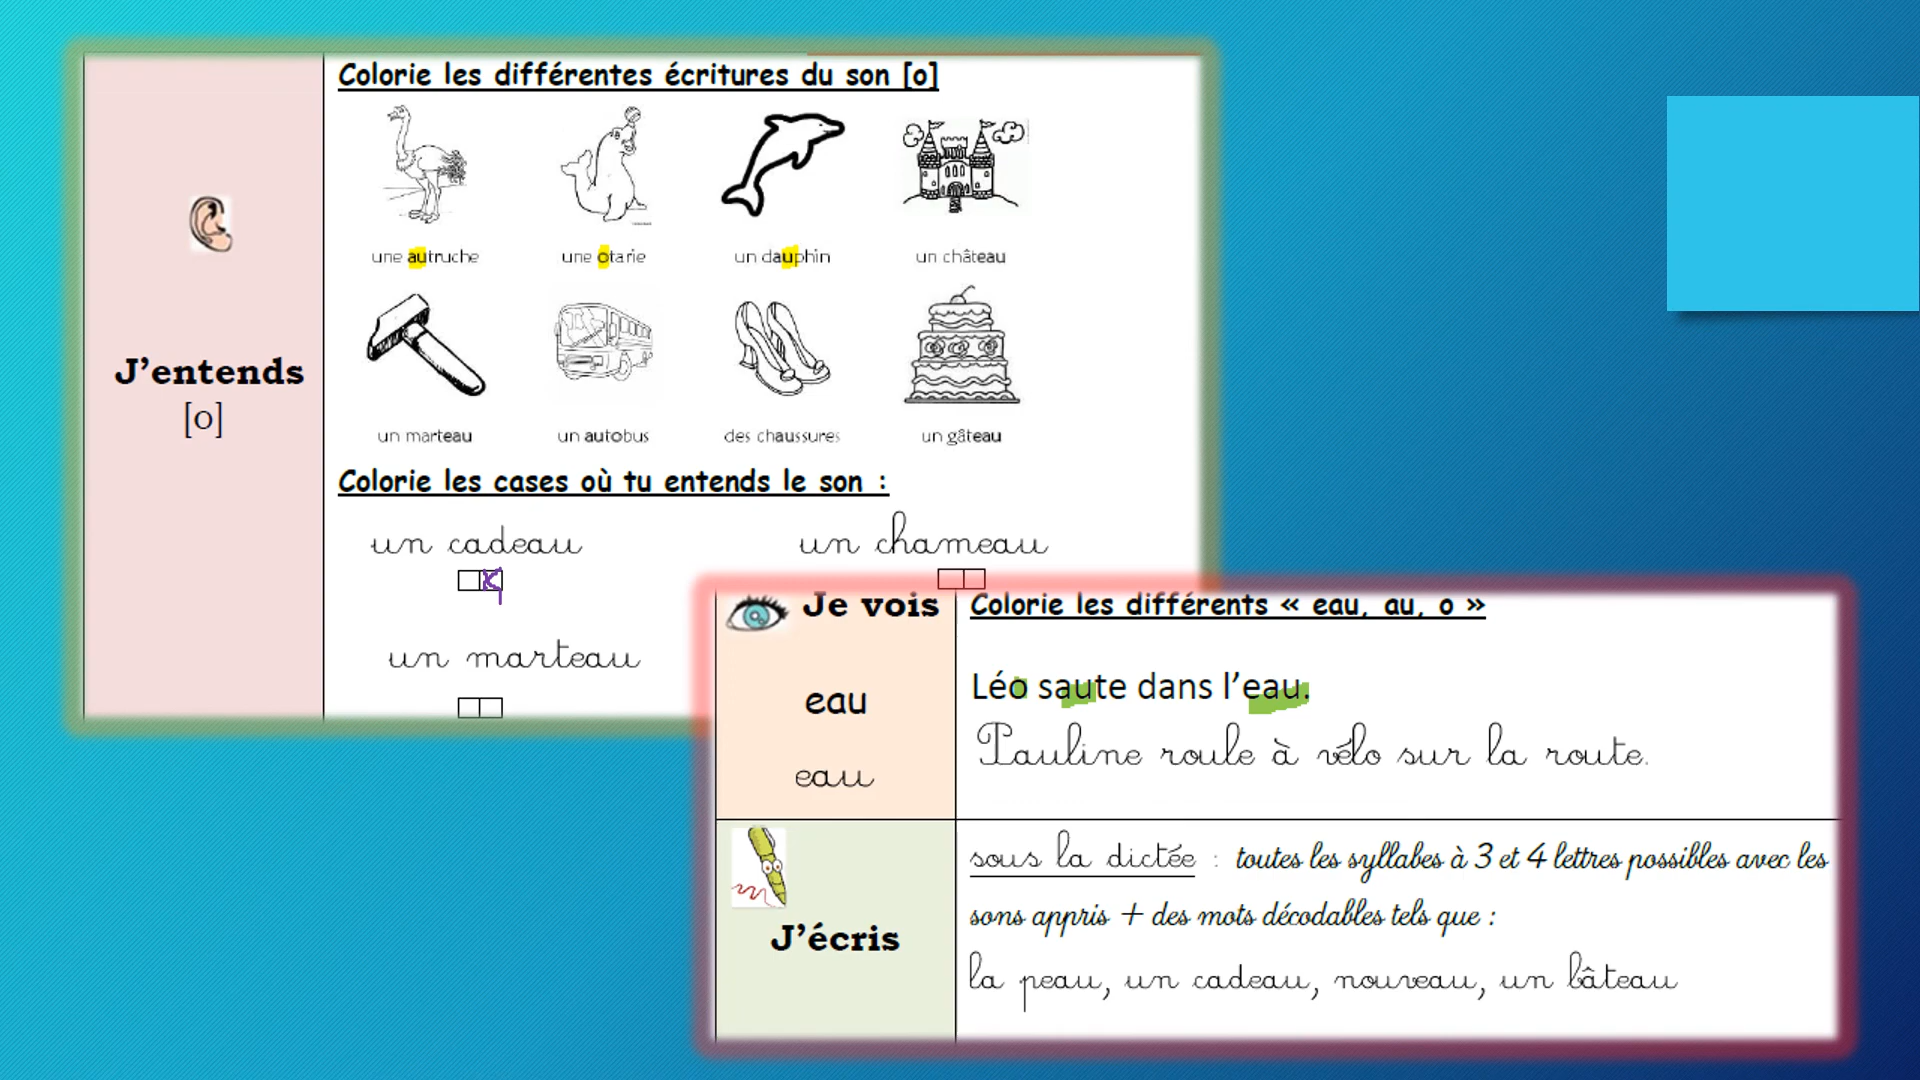 Colorie les différentes écritures du son [o]
une autruche
une otarie
un dauphin
un château
un marteau
un autobus
des chaussures
un gâteau
J’entends
[o]
Colorie les cases où tu entends le son :
un cadeau
un chameau
un marteau
Je vois
eau
eau
Colorie les différents « eau, au, o »
Léo saute dans l’eau.
Pauline roule à vélo sur la route.
J’écris
sous la dictée : toutes les syllabes à 3 et 4 lettres possibles avec les
sons appris + des mots décodables tels que :
la peau, un cadeau, nouveau, un bâteau